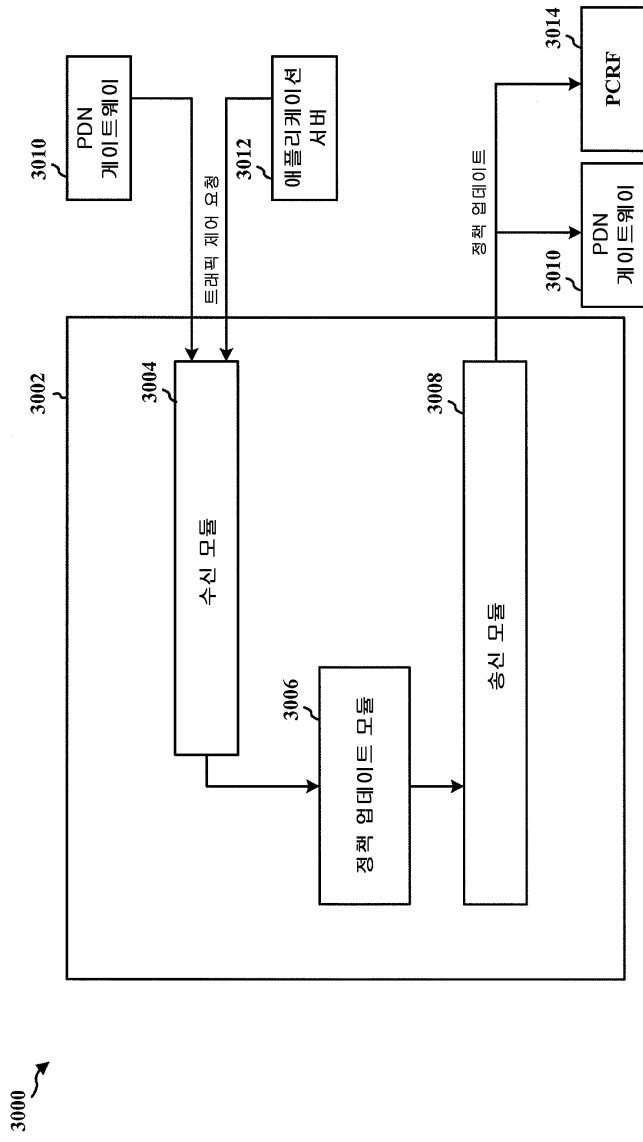 3000
3002
3004
수신 모듈
3006
정책 업데이트 모듈
3008
송신 모듈
3010
PDN
게이트웨이
3012
애플리케이션
서버
트래픽 제어 요청
정책 업데이트
3010
PDN
게이트웨이
3014
PCRF